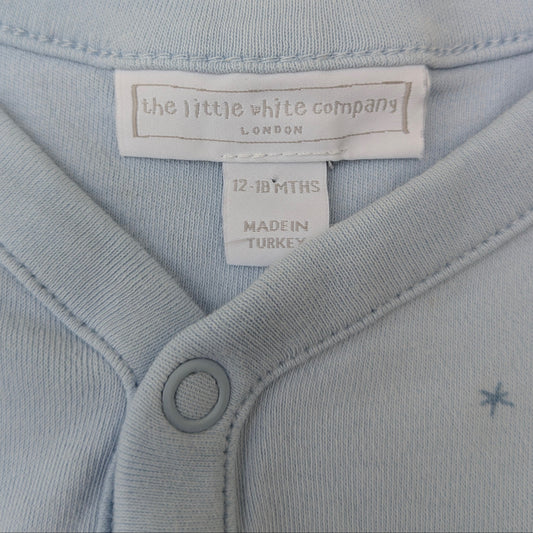 the little white company
LONDON
12-18 MTHS
MADE IN
TURKEY